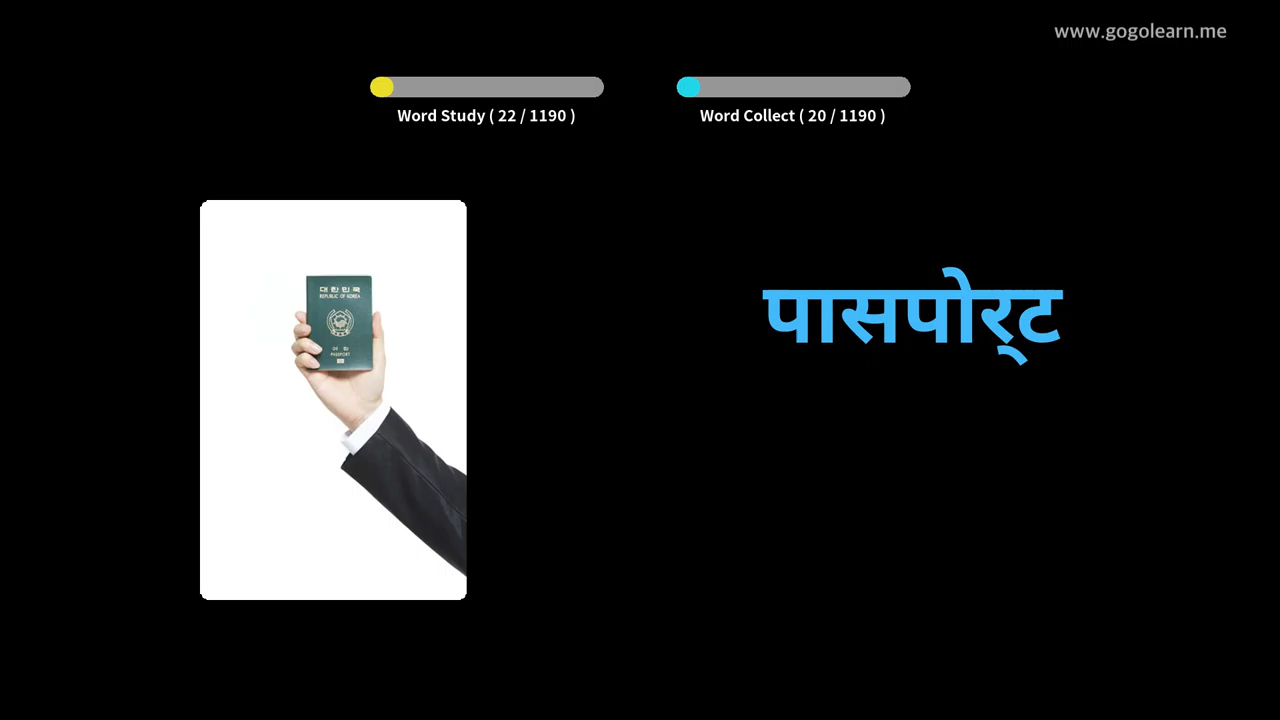 www.gogolearn.me
Word Study ( 22 / 1190 )
Word Collect ( 20 / 1190 )
대한민국
REPUBLIC OF KOREA
पासपोर्‌ट
PASSPORT